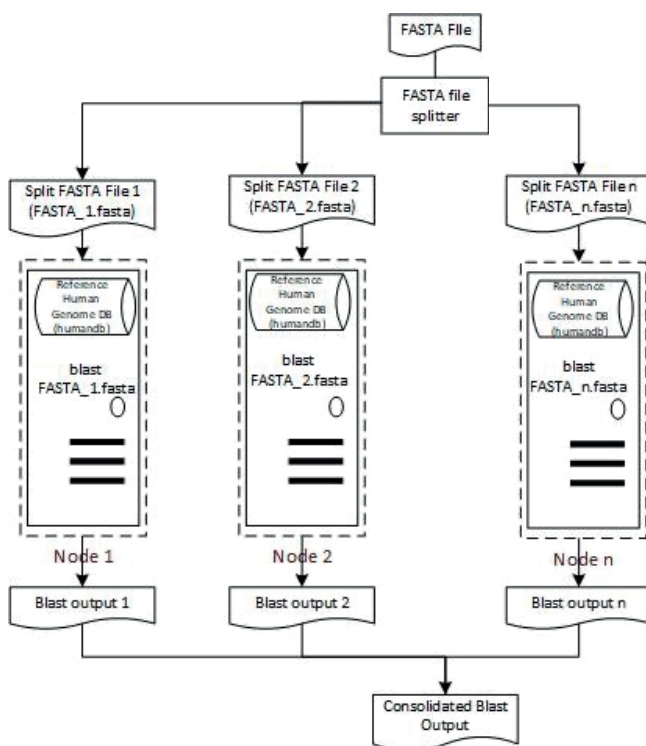 FASTA File
FASTA file
splitter
Split FASTA File 1
(FASTA_1.fasta)
Split FASTA File 2
(FASTA_2.fasta)
Split FASTA File n
(FASTA_n.fasta)
Reference
Human
Genome DB
(humandb)
blast
FASTA_1.fasta
Reference
Human
Genome DB
(humandb)
blast
FASTA_2.fasta
Reference
Human
Genome DB
(humandb)
blast
FASTA_n.fasta
Node 1
Node 2
Node n
Blast output 1
Blast output 2
Blast output n
Consolidated Blast
Output